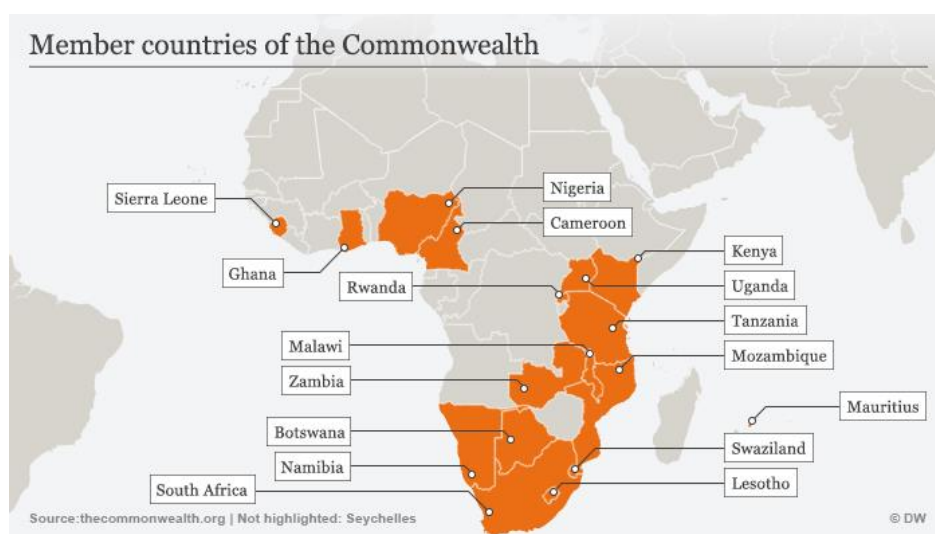 Member countries of the Commonwealth
Nigeria
Sierra Leone
Cameroon
Kenya
Ghana
Rwanda
Uganda
Tanzania
Malawi
Mozambique
Zambia
Mauritius
Botswana
Swaziland
Namibia
Lesotho
South Africa
Source:thecommonwealth.org | Not highlighted: Seychelles
© DW